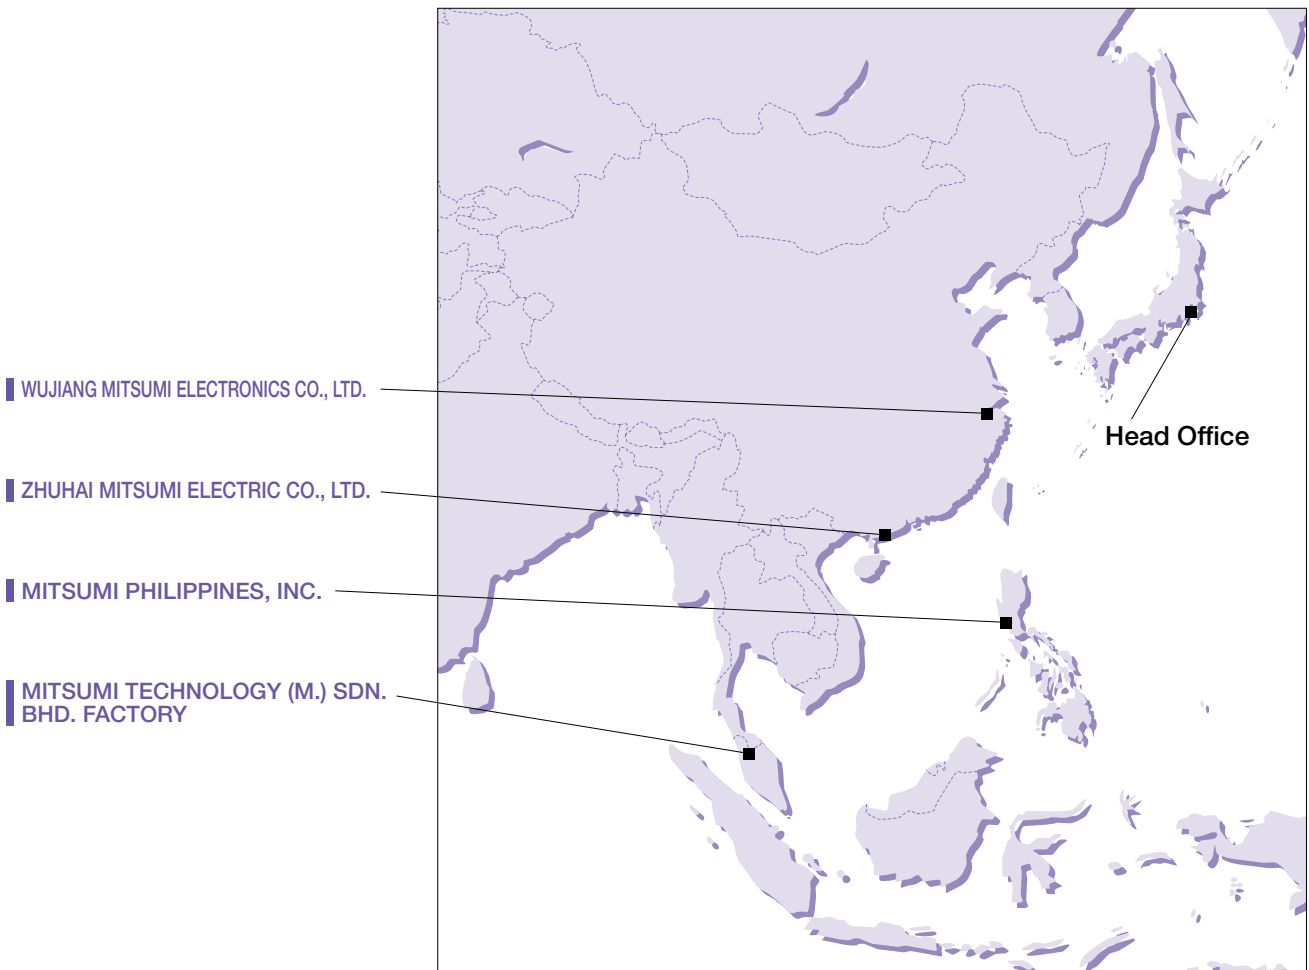 WUJIANG MITSUMI ELECTRONICS CO., LTD.
Head Office
ZHUHAI MITSUMI ELECTRIC CO., LTD.
MITSUMI PHILIPPINES, INC.
MITSUMI TECHNOLOGY (M.) SDN.
BHD. FACTORY